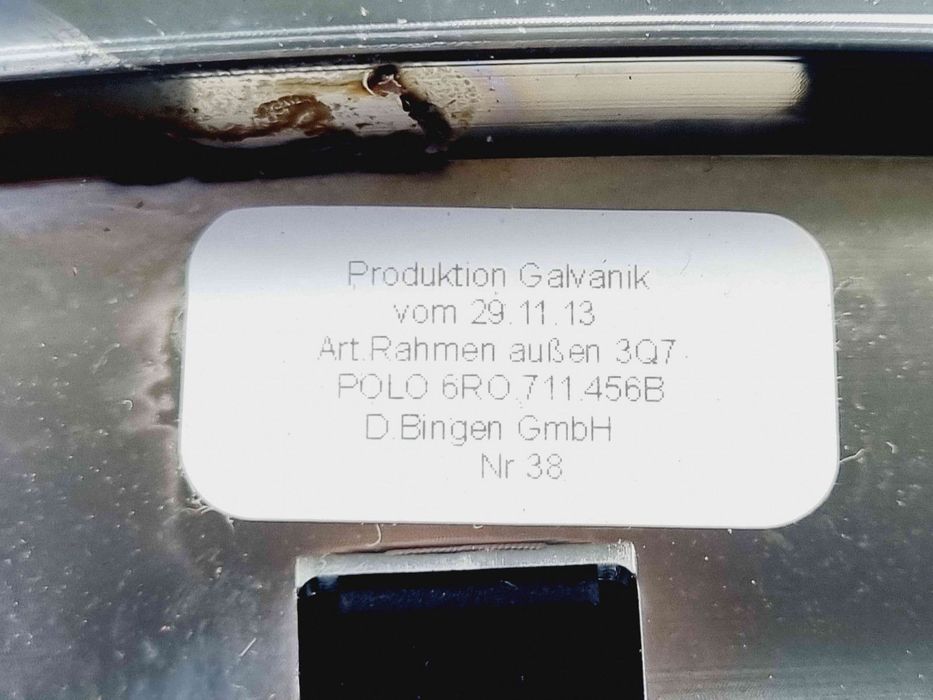 Produktion Galvanik
vom 29.11.13
Art.Rahmen außen 3Q7
POLO 6RO.711.456B
D.Bingen GmbH
Nr 38